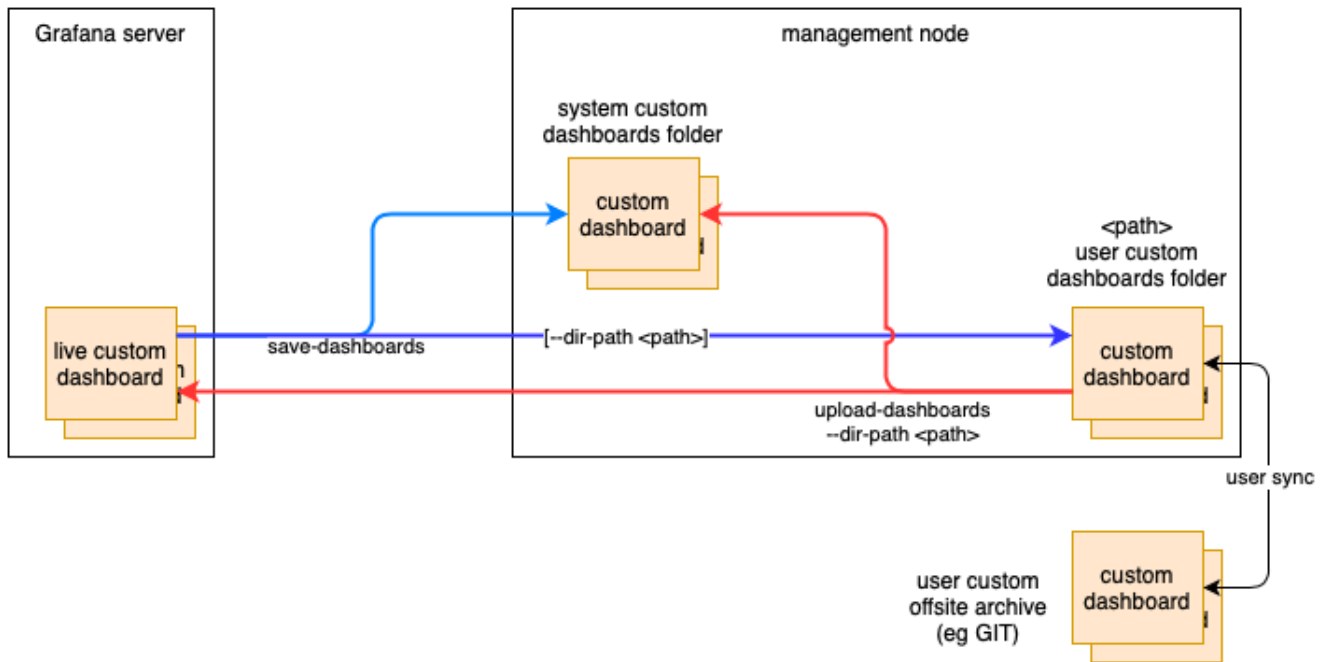 Grafana server
management node
system custom
dashboards folder
custom
dashboard
<path>
user custom
dashboards folder
live custom
dashboard
save-dashboards
[--dir-path <path>]
custom
dashboard
upload-dashboards
--dir-path <path>
user sync
user custom
offsite archive
(eg GIT)
custom
dashboard